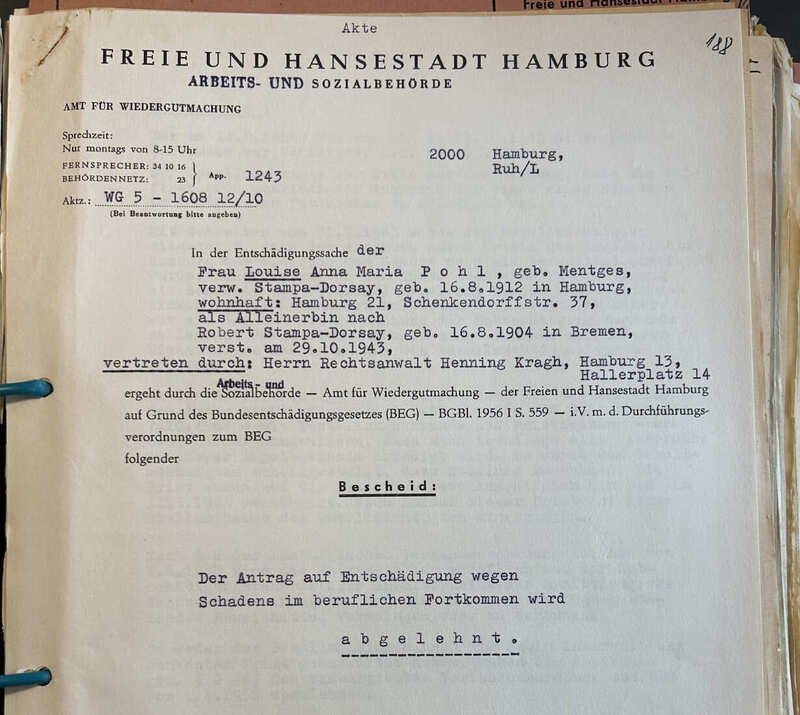 Freie und Hansestadt
Akte
188
FREIE UND HANSESTADT HAMBURG
ARBEITS- UND SOZIALBEHÖRDE
AMT FÜR WIEDERGUTMACHUNG
Sprechzeit:
Nur montags von 8-15 Uhr
2000 Hamburg,
FERNSPRECHER: 34 10 16
Ruh/L
BEHÖRDENNETZ: 23 App. 1243
Aktz.: WG 5 - 1608 12/10
(Bei Beantwortung bitte angeben)
In der Entschädigungssache der
Frau Louise Anna Maria P o h l , geb. Mentges,
verw. Stampa-Dorsay, geb. 16.8.1912 in Hamburg,
wohnhaft: Hamburg 21, Schenkendorffstr. 37,
als Alleinerbin nach
Robert Stampa-Dorsay, geb. 16.8.1904 in Bremen,
verst. am 29.10.1943,
vertreten durch: Herrn Rechtsanwalt Henning Kragh, Hamburg 13,
Hallerplatz 14
Arbeits- und
ergeht durch die Sozialbehörde — Amt für Wiedergutmachung — der Freien und Hansestadt Hamburg
auf Grund des Bundesentschädigungsgesetzes (BEG) — BGBl. 1956 I S. 559 — i.V. m. d. Durchführungs-
verordnungen zum BEG
folgender
B e s c h e i d :
Der Antrag auf Entschädigung wegen
Schadens im beruflichen Fortkommen wird
a b g e l e h n t .